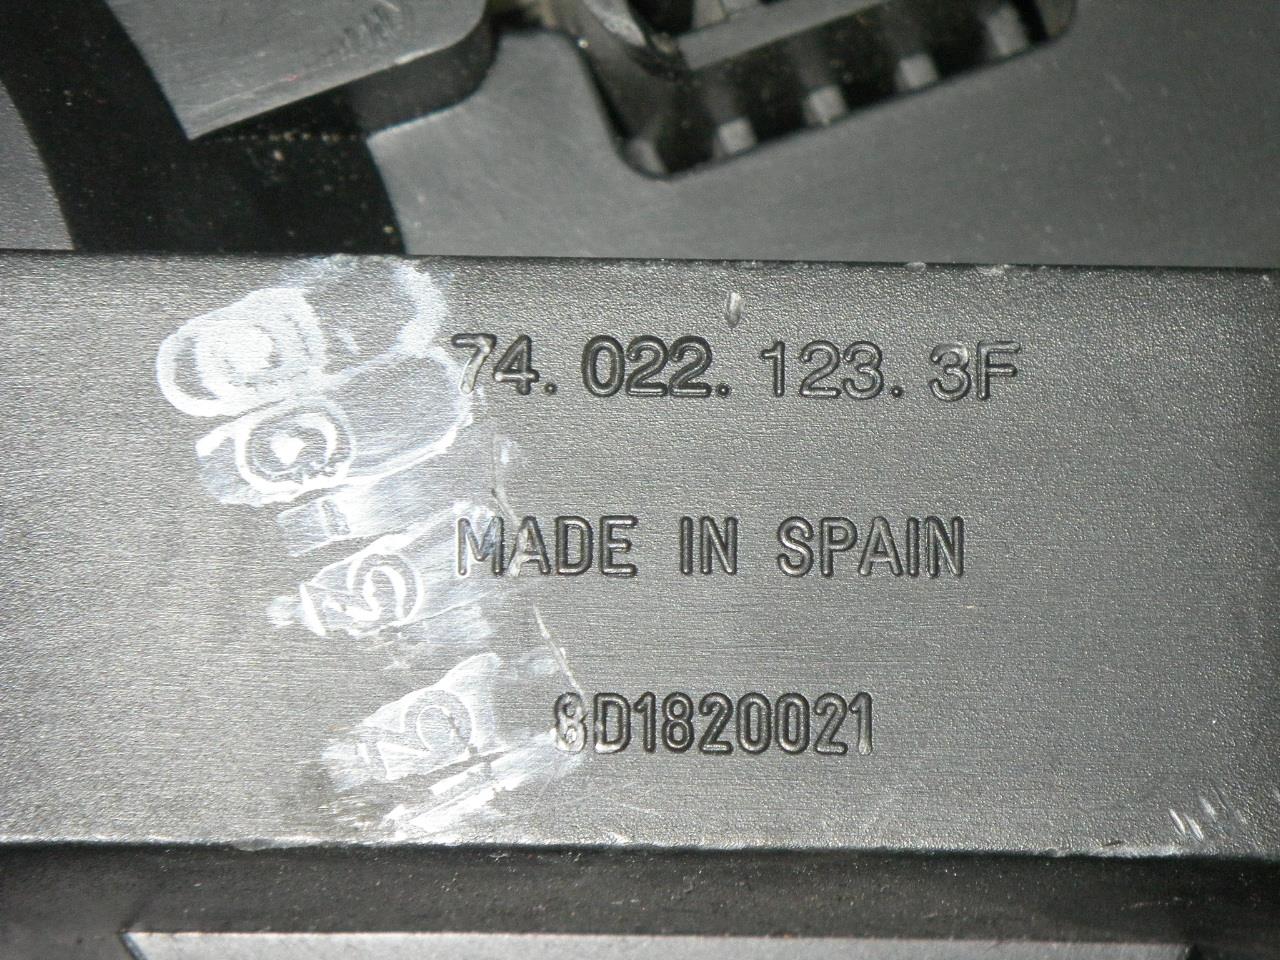 74. 022. 123. 3F
MADE IN SPAIN
8D1820021